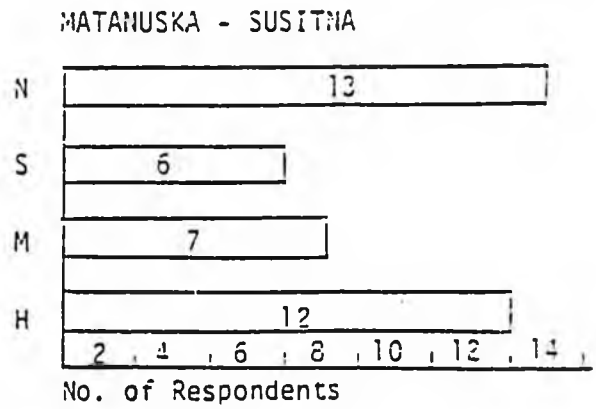 MATANUSKA - SUSITNA
N 13
S 6
M 7
H 12
2 4 6 8 10 12 14
No. of Respondents